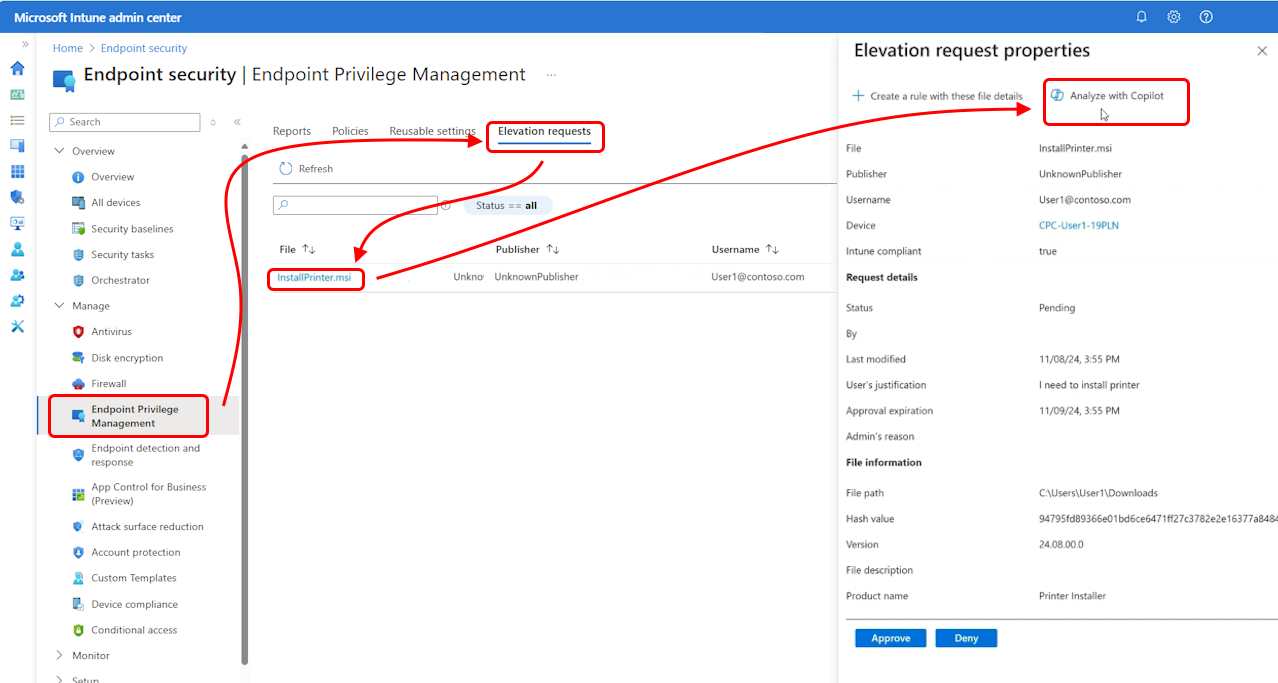 Microsoft Intune admin center
Home > Endpoint security
Endpoint security | Endpoint Privilege Management ...
Search
Overview
Overview
All devices
Security baselines
Security tasks
Orchestrator
Manage
Antivirus
Disk encryption
Firewall
Endpoint Privilege
Management
Endpoint detection and
response
App Control for Business
(Preview)
Attack surface reduction
Account protection
Custom Templates
Device compliance
Conditional access
Monitor
Setup
Reports Policies Reusable settings Elevation requests
Refresh
Status == all
File Publisher Username
InstallPrinter.msi Unkno UnknownPublisher User1@contoso.com
Elevation request properties
Create a rule with these file details Analyze with Copilot
File InstallPrinter.msi
Publisher UnknownPublisher
Username User1@contoso.com
Device CPC-User1-19PLN
Intune compliant true
Request details
Status Pending
By
Last modified 11/08/24, 3:55 PM
User's justification I need to install printer
Approval expiration 11/09/24, 3:55 PM
Admin's reason
File information
File path C:\Users\User1\Downloads
Hash value 94795fd89366e01bd6ce6471ff27c3782e2e16377a8484
Version 24.08.00.0
File description
Product name Printer Installer
Approve Deny